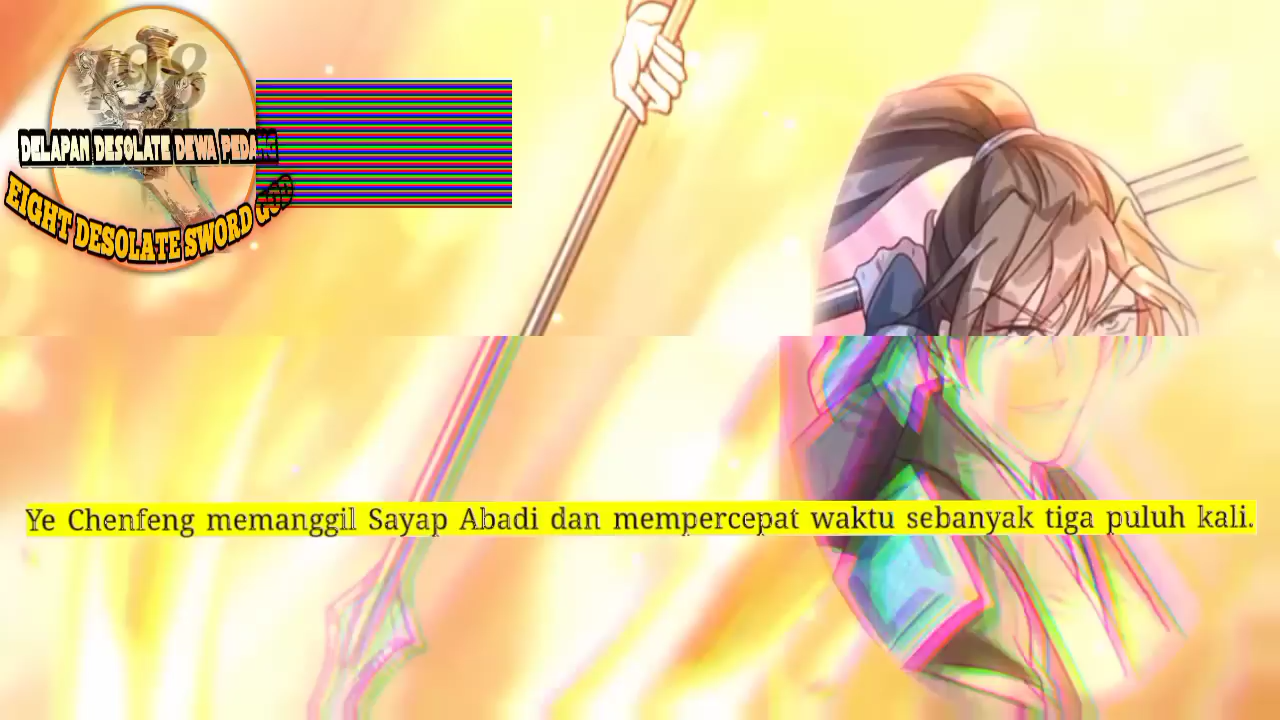 798
DELAPAN DESOLATE DEWA PEDANG
EIGHT DESOLATE SWORD GOD
Ye Chenfeng memanggil Sayap Abadi dan mempercepat waktu sebanyak tiga puluh kali.